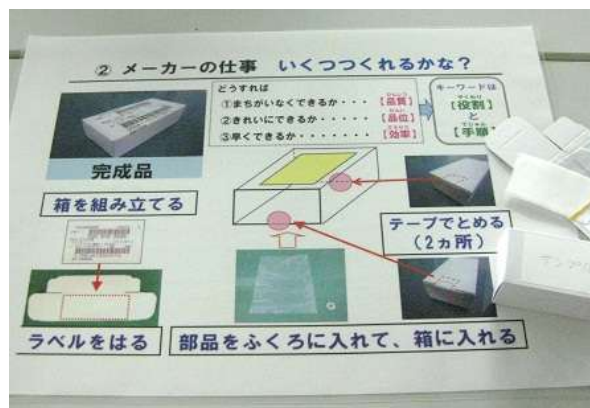 ② メーカーの仕事 いくつつくれるかな?
どうすれば
①まちがいなくできるか・・・【品質】
②きれいにできるか・・・・・【品位】
③早くできるか・・・・・・・【効率】
キーワードは
【役割】
と
【手順】
完成品
箱を組み立てる
テープでとめる
(2ヵ所)
ラベルをはる
部品をふくろに入れて、箱に入れる